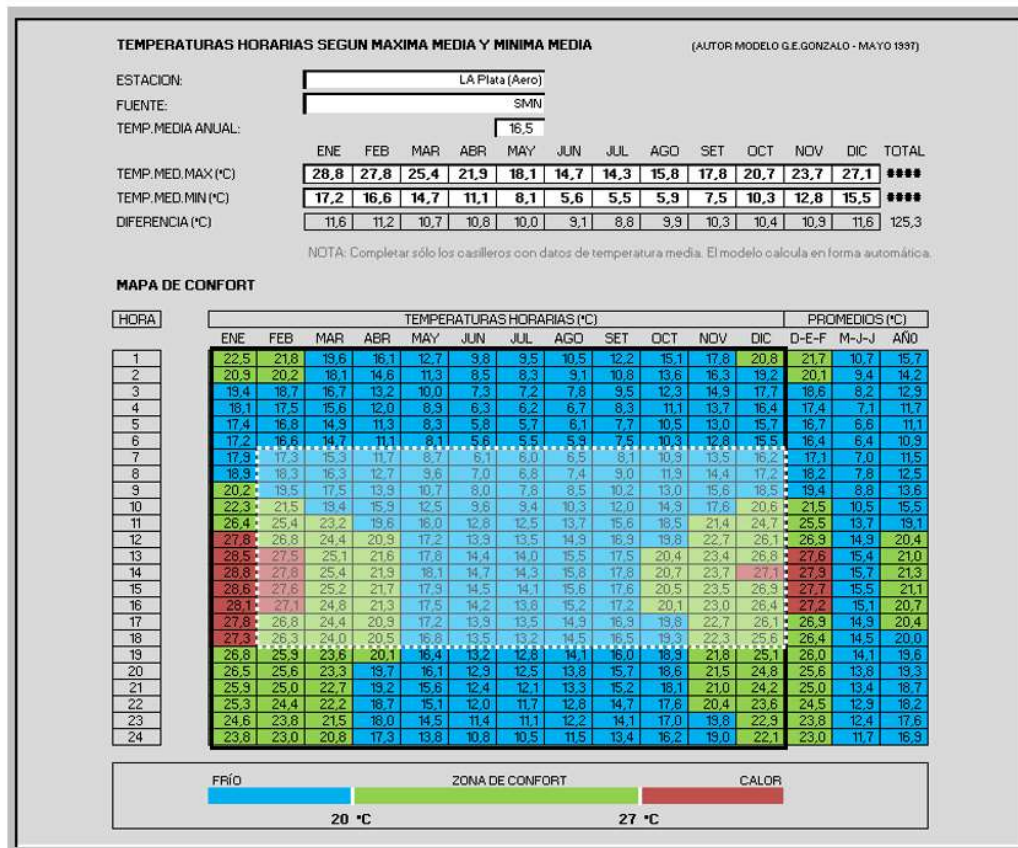 TEMPERATURAS HORARIAS SEGUN MAXIMA MEDIA Y MINIMA MEDIA (AUTOR MODELO G.E.GONZALO - MAYO 1997)
ESTACION: LA Plata (Aero)
FUENTE: SMN
TEMP.MEDIA ANUAL: 16,5
ENE FEB MAR ABR MAY JUN JUL AGO SET OCT NOV DIC TOTAL
TEMP.MED.MAX (°C) 28,8 27,8 25,4 21,9 18,1 14,7 14,3 15,8 17,8 20,7 23,7 27,1 ####
TEMP.MED.MIN (°C) 17,2 16,6 14,7 11,1 8,1 5,6 5,5 5,9 7,5 10,3 12,8 15,5 ####
DIFERENCIA (°C) 11,6 11,2 10,7 10,8 10,0 9,1 8,8 9,9 10,3 10,4 10,9 11,6 125,3
NOTA: Completar sólo los casilleros con datos de temperatura media. El modelo calcula en forma automática.
MAPA DE CONFORT
HORA TEMPERATURAS HORARIAS (°C) PROMEDIOS (°C)
ENE FEB MAR ABR MAY JUN JUL AGO SET OCT NOV DIC D-E-F M-J-J AÑO
1 22,5 21,8 19,6 16,1 12,7 9,8 9,5 10,5 12,2 15,1 17,8 20,8 21,7 10,7 15,7
2 20,9 20,2 18,1 14,6 11,3 8,5 8,3 9,1 10,8 13,6 16,3 19,2 20,1 9,4 14,2
3 19,4 18,7 16,7 13,2 10,0 7,3 7,2 7,8 9,5 12,3 14,9 17,7 18,6 8,2 12,9
4 18,1 17,5 15,6 12,0 8,9 6,3 6,2 6,7 8,3 11,1 13,7 16,4 17,4 7,1 11,7
5 17,4 16,8 14,9 11,3 8,3 5,8 5,7 6,1 7,7 10,5 13,0 15,7 16,7 6,6 11,1
6 17,2 16,6 14,7 11,1 8,1 5,6 5,5 5,9 7,5 10,3 12,8 15,5 16,4 6,4 10,9
7 17,9 17,3 15,3 11,7 8,7 6,1 6,0 6,5 8,1 10,9 13,5 16,2 17,1 7,0 11,5
8 18,9 18,3 16,3 12,7 9,6 7,0 6,8 7,4 9,0 11,9 14,4 17,2 18,2 7,8 12,5
9 20,2 19,5 17,5 13,9 10,7 8,0 7,8 8,5 10,2 13,0 15,6 18,5 19,4 8,8 13,6
10 22,3 21,5 19,4 15,9 12,5 9,6 9,4 10,3 12,0 14,9 17,6 20,6 21,5 10,5 15,5
11 26,4 25,4 23,2 19,6 16,0 12,8 12,5 13,7 15,6 18,5 21,4 24,7 25,5 13,7 19,1
12 27,8 26,8 24,4 20,9 17,2 13,9 13,5 14,9 16,9 19,8 22,7 26,1 26,9 14,9 20,4
13 28,5 27,5 25,1 21,6 17,8 14,4 14,0 15,5 17,5 20,4 23,4 26,8 27,6 15,4 21,0
14 28,8 27,8 25,4 21,9 18,1 14,7 14,3 15,8 17,8 20,7 23,7 27,1 27,9 15,7 21,3
15 28,6 27,6 25,2 21,7 17,9 14,5 14,1 15,6 17,6 20,5 23,5 26,9 27,7 15,5 21,1
16 28,1 27,1 24,8 21,3 17,5 14,2 13,8 15,2 17,2 20,1 23,0 26,4 27,2 15,1 20,7
17 27,8 26,8 24,4 20,9 17,2 13,9 13,5 14,9 16,9 19,8 22,7 26,1 26,9 14,9 20,4
18 27,3 26,3 24,0 20,5 16,8 13,5 13,2 14,5 16,5 19,3 22,3 25,6 26,4 14,5 20,0
19 26,8 25,9 23,6 20,1 16,4 13,2 12,8 14,1 16,0 18,9 21,8 25,1 26,0 14,1 19,6
20 26,5 25,6 23,3 19,7 16,1 12,9 12,5 13,8 15,7 18,6 21,5 24,8 25,6 13,8 19,3
21 25,9 25,0 22,7 19,2 15,6 12,4 12,1 13,3 15,2 18,1 21,0 24,2 25,0 13,4 18,7
22 25,3 24,4 22,2 18,7 15,1 12,0 11,7 12,8 14,7 17,6 20,4 23,6 24,5 12,9 18,2
23 24,6 23,8 21,5 18,0 14,5 11,4 11,1 12,2 14,1 17,0 19,8 22,9 23,8 12,4 17,6
24 23,8 23,0 20,8 17,3 13,8 10,8 10,5 11,5 13,4 16,2 19,0 22,1 23,0 11,7 16,9
FRÍO ZONA DE CONFORT CALOR
20 °C 27 °C